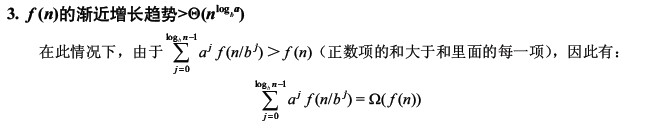 3. f(n)的渐近增长趋势>Θ(n^{log_b a})
在此情况下，由于 \sum_{j=0}^{log_b n-1} a^j f(n/b^j)＞f(n)（正数项的和大于和里面的每一项），因此有：
\sum_{j=0}^{log_b n-1} a^j f(n/b^j)=Ω(f(n))